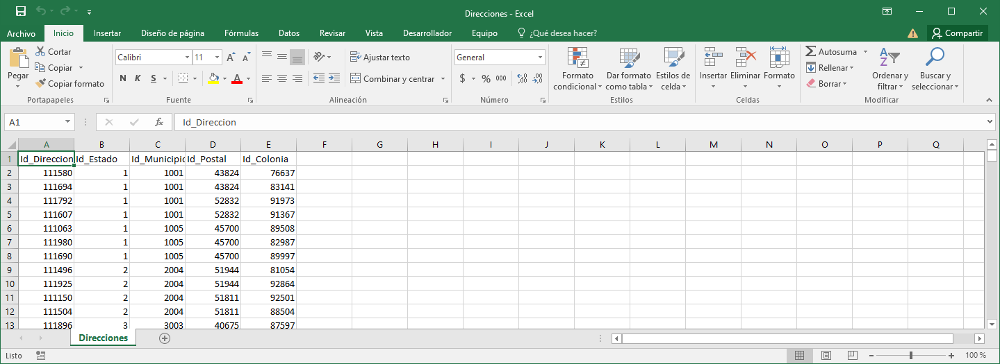 Direcciones - Excel
Archivo Inicio Insertar Diseño de página Fórmulas Datos Revisar Vista Desarrollador Equipo ¿Qué desea hacer? Compartir
Pegar Cortar Copiar Copiar formato
Calibri 11 A A
N K S A
Ajustar texto
Combinar y centrar
General
$ % 000
Formato condicional Dar formato como tabla Estilos de celda
Insertar Eliminar Formato
Autosuma Rellenar Borrar
Ordenar y filtrar Buscar y seleccionar
Portapapeles Fuente Alineación Número Estilos Celdas Modificar
A1 fx Id_Direccion
A B C D E F G H I J K L M N O P Q
1 Id_Direccion Id_Estado Id_Municipio Id_Postal Id_Colonia
2 111580 1 1001 43824 76637
3 111694 1 1001 43824 83141
4 111792 1 1001 52832 91973
5 111607 1 1001 52832 91367
6 111063 1 1005 45700 89508
7 111980 1 1005 45700 82987
8 111690 1 1005 45700 89997
9 111496 2 2004 51944 81054
10 111925 2 2004 51944 92864
11 111150 2 2004 51811 92501
12 111504 2 2004 51811 88504
13 111896 3 3003 40675 87597
Direcciones
Listo 100 %